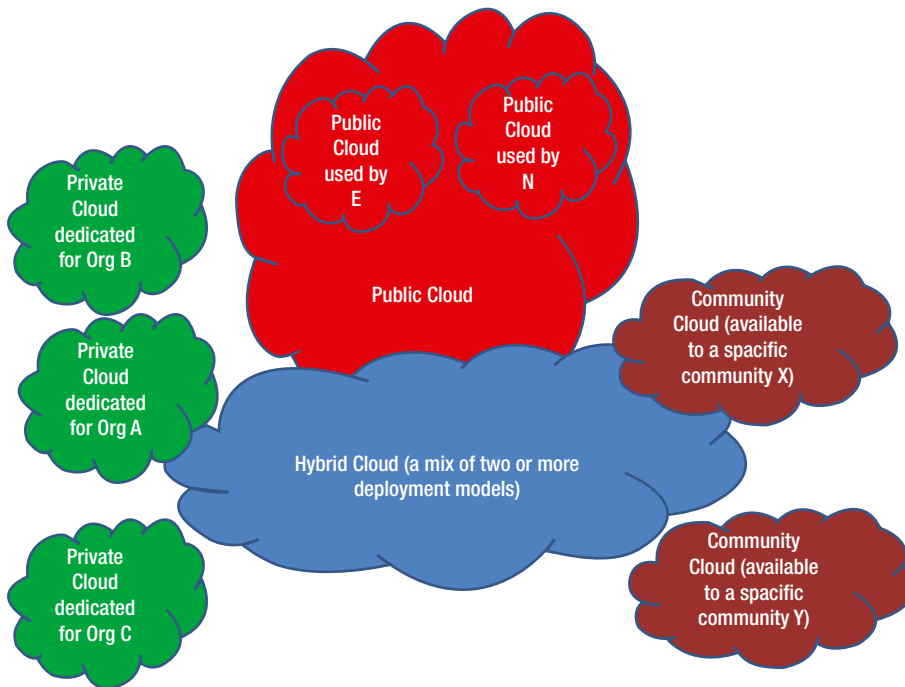 Public
Cloud
used by
E
Public
Cloud
used by
N
Private
Cloud
dedicated
for Org B
Public Cloud
Community
Cloud (available
to a spacific
community X)
Private
Cloud
dedicated
for Org A
Hybrid Cloud (a mix of two or more
deployment models)
Private
Cloud
dedicated
for Org C
Community
Cloud (available
to a spacific
community Y)